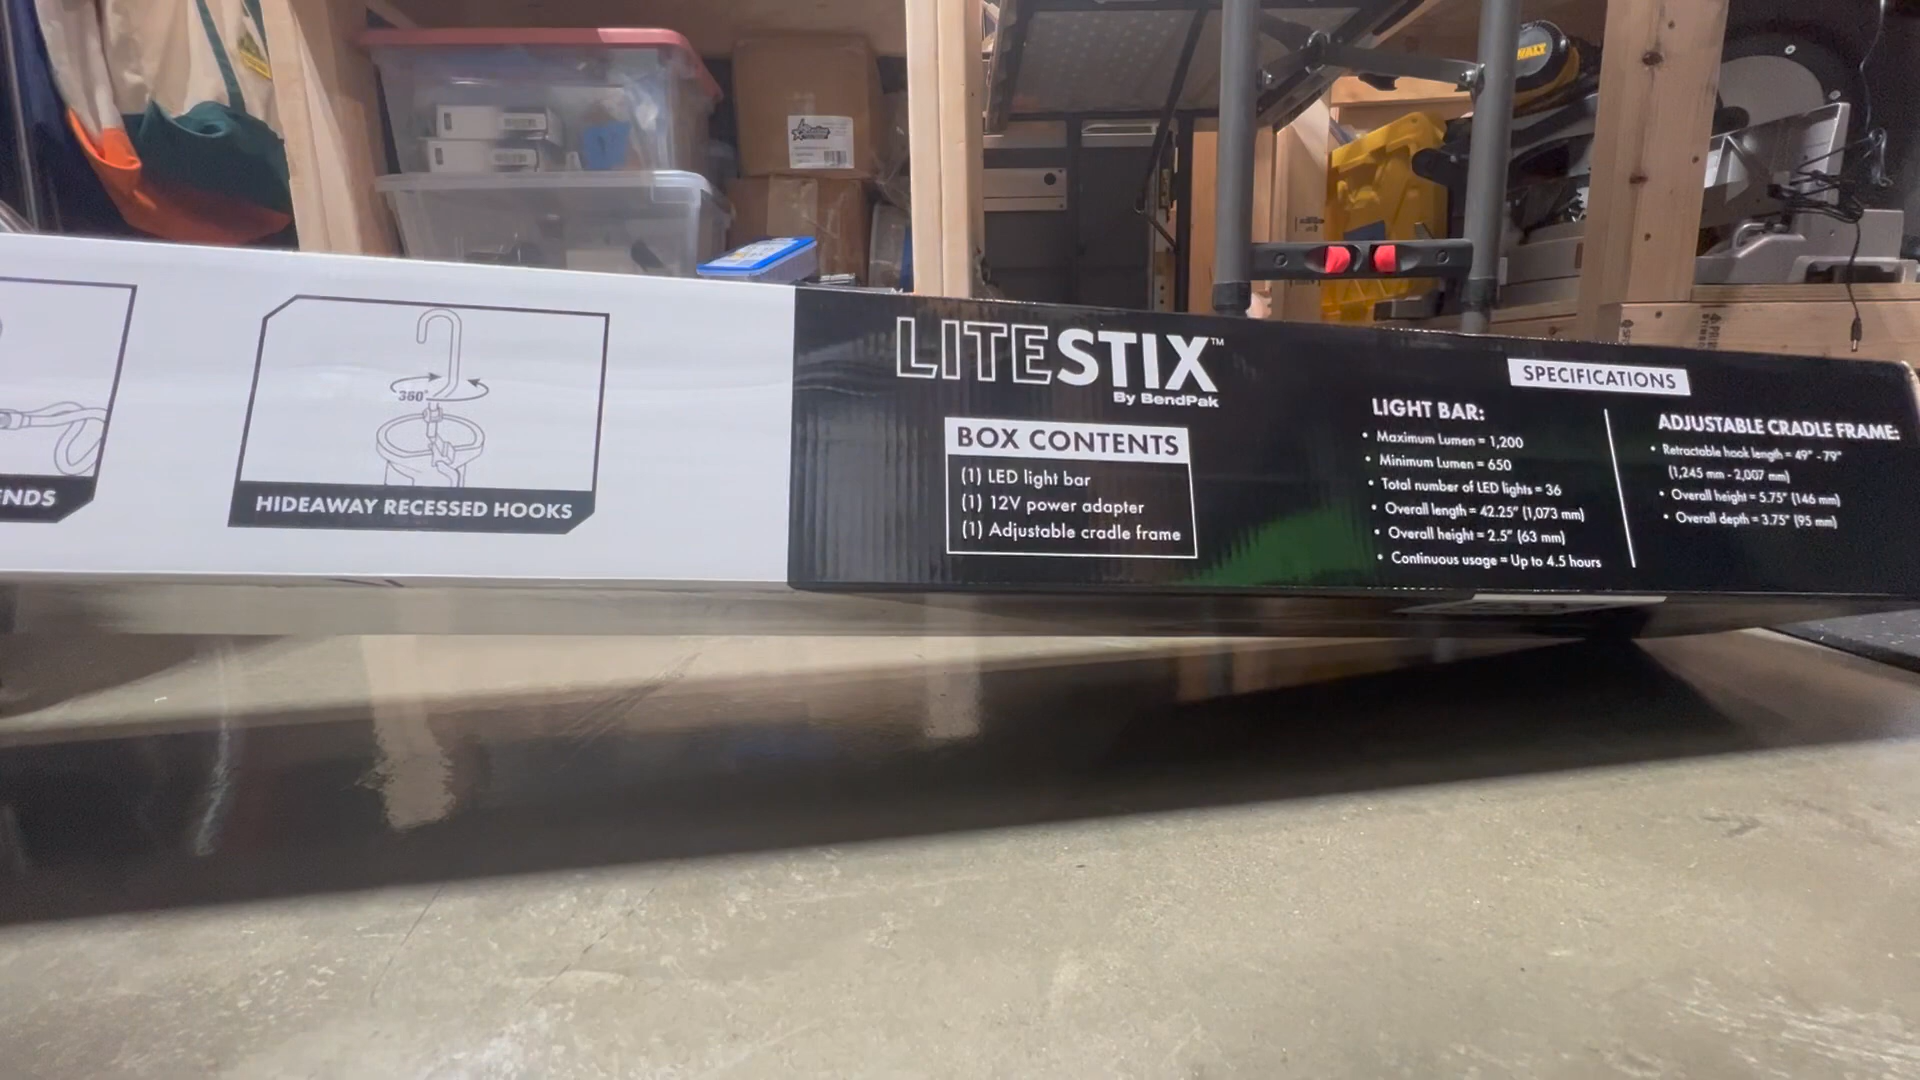 DEWALT
ENDS
360°
HIDEAWAY RECESSED HOOKS
LITESTIX™
By BendPak
BOX CONTENTS
(1) LED light bar
(1) 12V power adapter
(1) Adjustable cradle frame
SPECIFICATIONS
LIGHT BAR:
• Maximum Lumen = 1,200
• Minimum Lumen = 650
• Total number of LED lights = 36
• Overall length = 42.25" (1,073 mm)
• Overall height = 2.5" (63 mm)
• Continuous usage = Up to 4.5 hours
ADJUSTABLE CRADLE FRAME:
• Retractable hook length = 49" - 79"
(1,245 mm - 2,007 mm)
• Overall height = 5.75" (146 mm)
• Overall depth = 3.75" (95 mm)